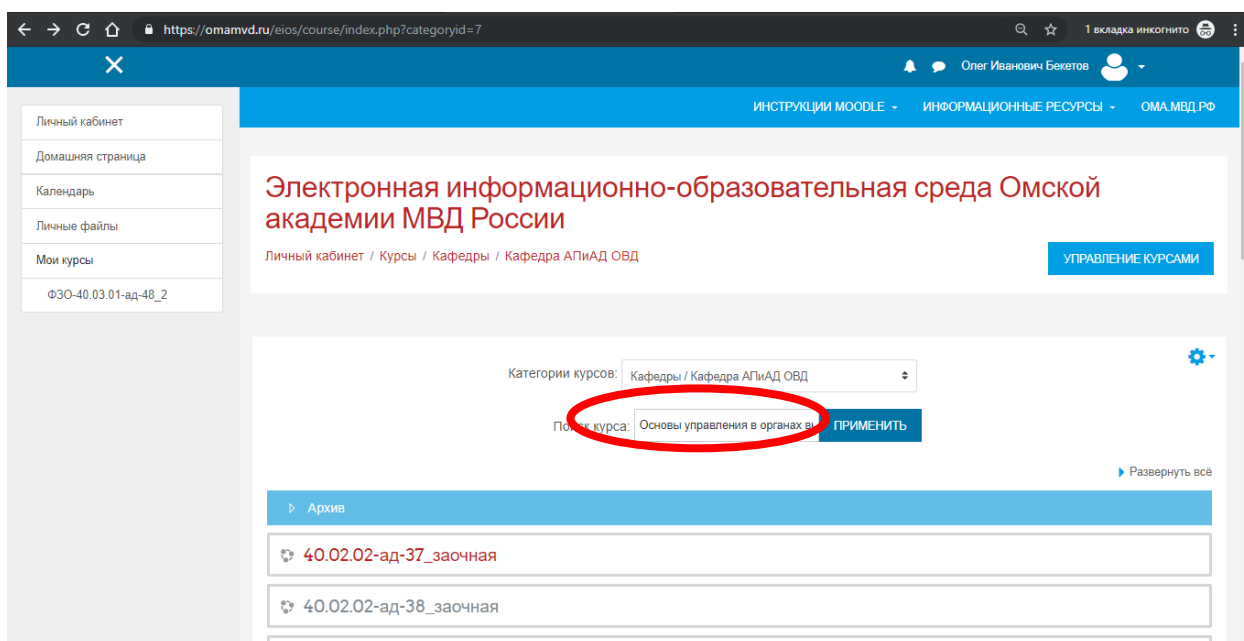 https://omamvd.ru/eios/course/index.php?categoryid=7
1 вкладка инкогнито
Олег Иванович Бекетов
ИНСТРУКЦИИ MOODLE
ИНФОРМАЦИОННЫЕ РЕСУРСЫ
ОМА.МВД.РФ
Личный кабинет
Домашняя страница
Календарь
Личные файлы
Мои курсы
ФЗО-40.03.01-ад-48_2
Электронная информационно-образовательная среда Омской
академии МВД России
Личный кабинет / Курсы / Кафедры / Кафедра АПиАД ОВД
УПРАВЛЕНИЕ КУРСАМИ
Категории курсов:
Кафедры / Кафедра АПиАД ОВД
Поиск курса:
Основы управления в органах
ПРИМЕНИТЬ
Развернуть всё
Архив
40.02.02-ад-37_заочная
40.02.02-ад-38_заочная